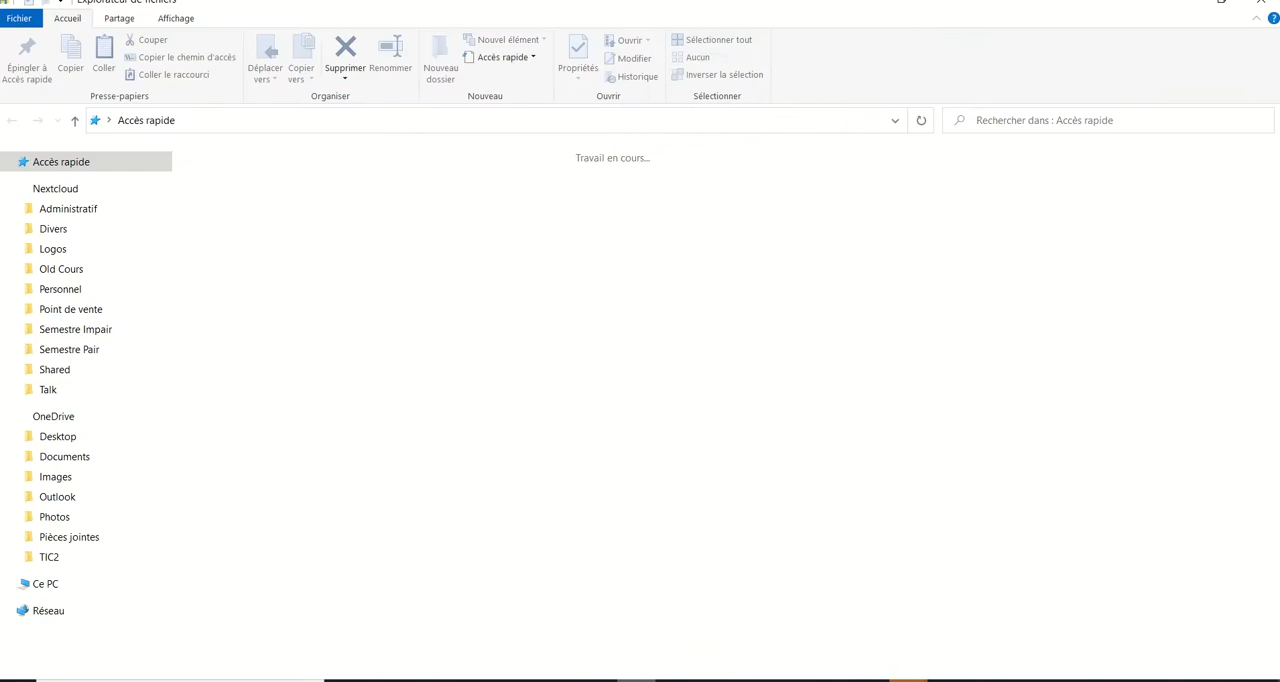 Explorateur de fichiers
Fichier Accueil Partage Affichage
Épingler à Accès rapide
Copier
Coller
Couper
Copier le chemin d'accès
Coller le raccourci
Presse-papiers
Déplacer vers
Copier vers
Supprimer
Renommer
Organiser
Nouveau dossier
Nouvel élément
Accès rapide
Nouveau
Propriétés
Ouvrir
Modifier
Historique
Ouvrir
Sélectionner tout
Aucun
Inverser la sélection
Sélectionner
Accès rapide
Rechercher dans : Accès rapide
Travail en cours...
Accès rapide
Nextcloud
Administratif
Divers
Logos
Old Cours
Personnel
Point de vente
Semestre Impair
Semestre Pair
Shared
Talk
OneDrive
Desktop
Documents
Images
Outlook
Photos
Pièces jointes
TIC2
Ce PC
Réseau